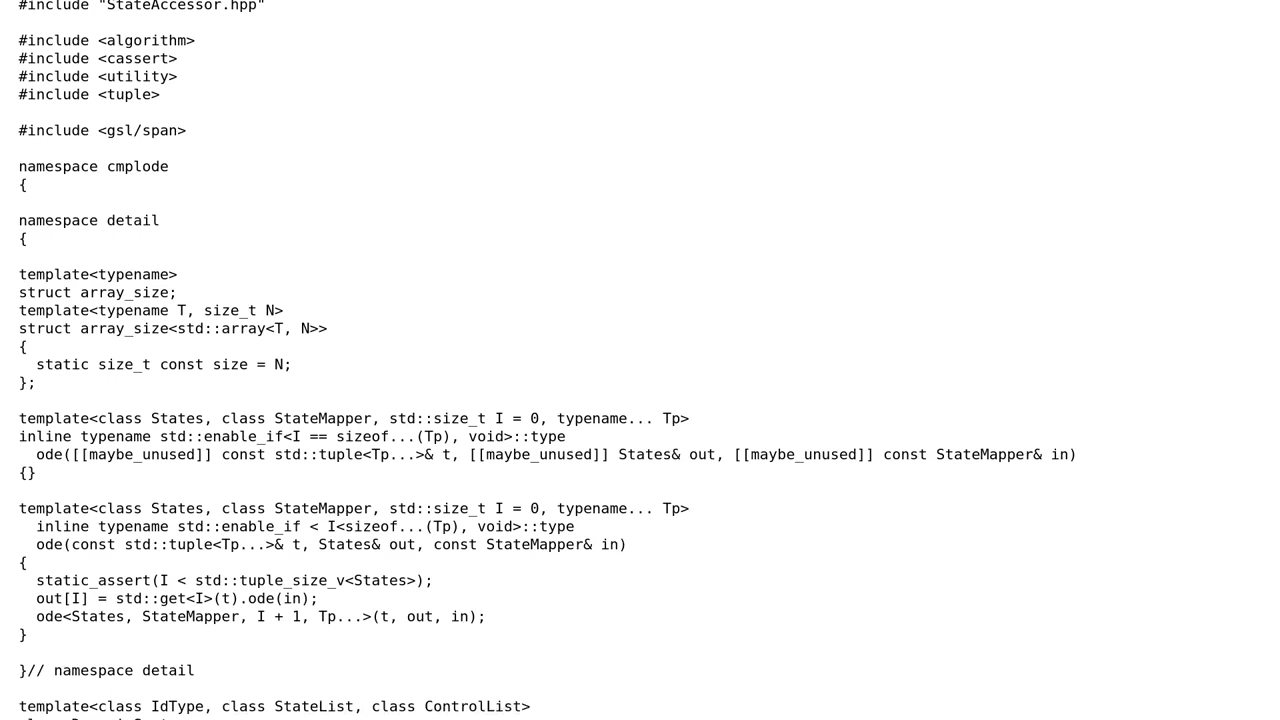 #include "StateAccessor.hpp"
#include <algorithm>
#include <cassert>
#include <utility>
#include <tuple>
#include <gsl/span>
namespace cmplode
{
namespace detail
{
template<typename>
struct array_size;
template<typename T, size_t N>
struct array_size<std::array<T, N>>
{
  static size_t const size = N;
};
template<class States, class StateMapper, std::size_t I = 0, typename... Tp>
inline typename std::enable_if<I == sizeof...(Tp), void>::type
  ode([[maybe_unused]] const std::tuple<Tp...>& t, [[maybe_unused]] States& out, [[maybe_unused]] const StateMapper& in)
{}
template<class States, class StateMapper, std::size_t I = 0, typename... Tp>
  inline typename std::enable_if < I<sizeof...(Tp), void>::type
  ode(const std::tuple<Tp...>& t, States& out, const StateMapper& in)
{
  static_assert(I < std::tuple_size_v<States>);
  out[I] = std::get<I>(t).ode(in);
  ode<States, StateMapper, I + 1, Tp...>(t, out, in);
}
}// namespace detail
template<class IdType, class StateList, class ControlList>